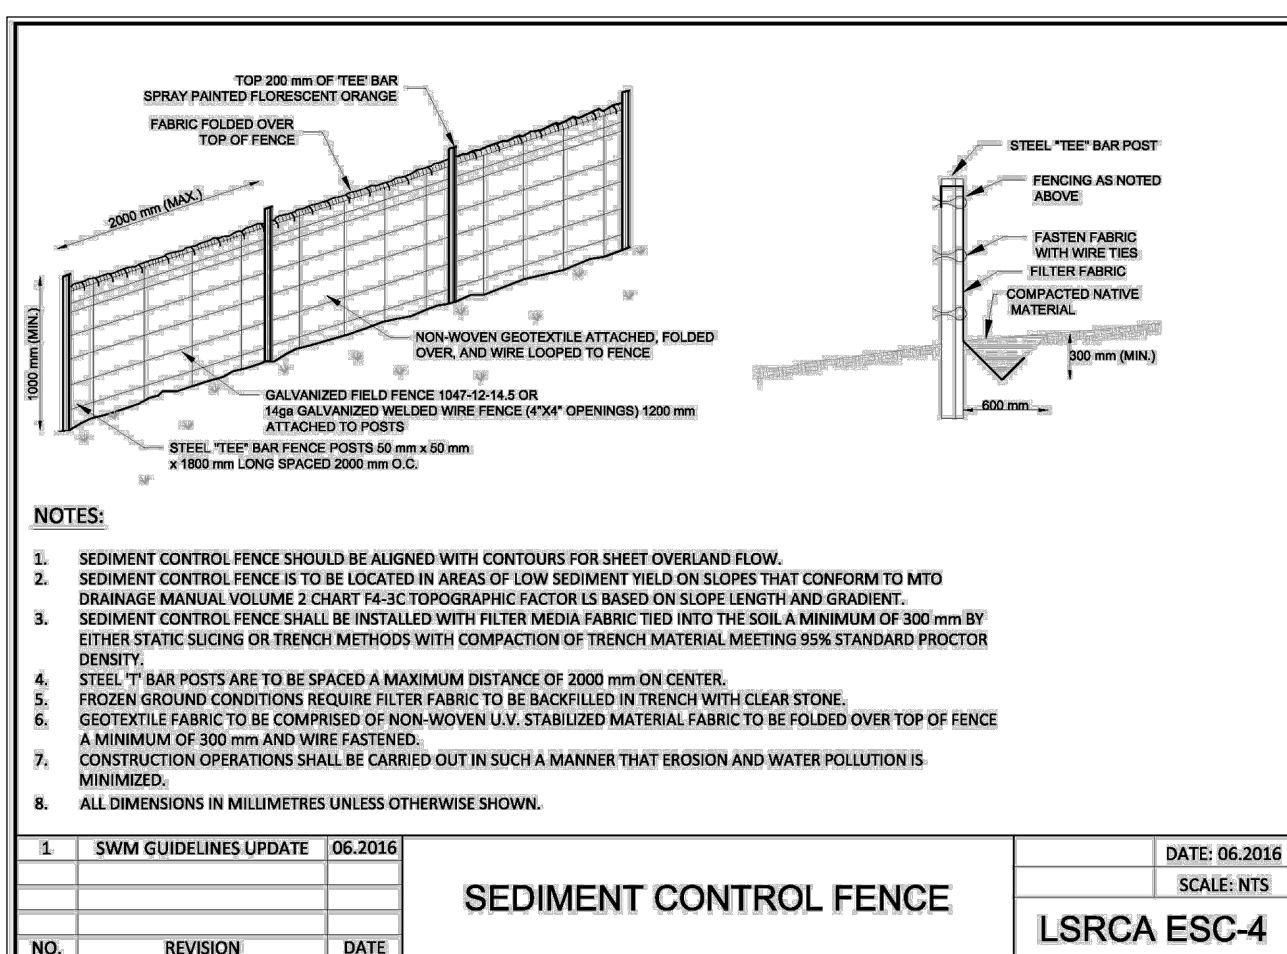 TOP 200 mm OF 'TEE' BAR
SPRAY PAINTED FLORESCENT ORANGE
FABRIC FOLDED OVER
TOP OF FENCE
2000 mm (MAX.)
1000 mm (MIN.)
NON-WOVEN GEOTEXTILE ATTACHED, FOLDED
OVER, AND WIRE LOOPED TO FENCE
GALVANIZED FIELD FENCE 1047-12-14.5 OR
14ga GALVANIZED WELDED WIRE FENCE (4"X4" OPENINGS) 1200 mm
ATTACHED TO POSTS
STEEL "TEE" BAR FENCE POSTS 50 mm x 50 mm
x 1800 mm LONG SPACED 2000 mm O.C.
STEEL "TEE" BAR POST
FENCING AS NOTED
ABOVE
FASTEN FABRIC
WITH WIRE TIES
FILTER FABRIC
COMPACTED NATIVE
MATERIAL
300 mm (MIN.)
600 mm
NOTES:
1. SEDIMENT CONTROL FENCE SHOULD BE ALIGNED WITH CONTOURS FOR SHEET OVERLAND FLOW.
2. SEDIMENT CONTROL FENCE IS TO BE LOCATED IN AREAS OF LOW SEDIMENT YIELD ON SLOPES THAT CONFORM TO MTO
DRAINAGE MANUAL VOLUME 2 CHART F4-3C TOPOGRAPHIC FACTOR LS BASED ON SLOPE LENGTH AND GRADIENT.
3. SEDIMENT CONTROL FENCE SHALL BE INSTALLED WITH FILTER MEDIA FABRIC TIED INTO THE SOIL A MINIMUM OF 300 mm BY
EITHER STATIC SLICING OR TRENCH METHODS WITH COMPACTION OF TRENCH MATERIAL MEETING 95% STANDARD PROCTOR
DENSITY.
4. STEEL 'T' BAR POSTS ARE TO BE SPACED A MAXIMUM DISTANCE OF 2000 mm ON CENTER.
5. FROZEN GROUND CONDITIONS REQUIRE FILTER FABRIC TO BE BACKFILLED IN TRENCH WITH CLEAR STONE.
6. GEOTEXTILE FABRIC TO BE COMPRISED OF NON-WOVEN U.V. STABILIZED MATERIAL FABRIC TO BE FOLDED OVER TOP OF FENCE
A MINIMUM OF 300 mm AND WIRE FASTENED.
7. CONSTRUCTION OPERATIONS SHALL BE CARRIED OUT IN SUCH A MANNER THAT EROSION AND WATER POLLUTION IS
MINIMIZED.
8. ALL DIMENSIONS IN MILLIMETRES UNLESS OTHERWISE SHOWN.
1 SWM GUIDELINES UPDATE 06.2016
NO. REVISION DATE
SEDIMENT CONTROL FENCE
DATE: 06.2016
SCALE: NTS
LSRCA ESC-4